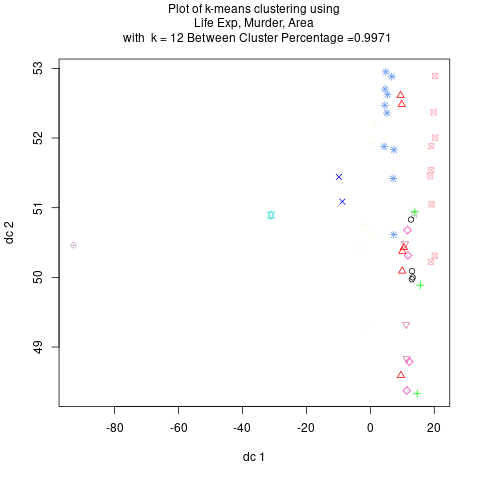 Plot of k-means clustering using
Life Exp, Murder, Area
with k = 12 Between Cluster Percentage =0.9971
53
52
51
50
49
dc 2
-80
-60
-40
-20
0
20
dc 1